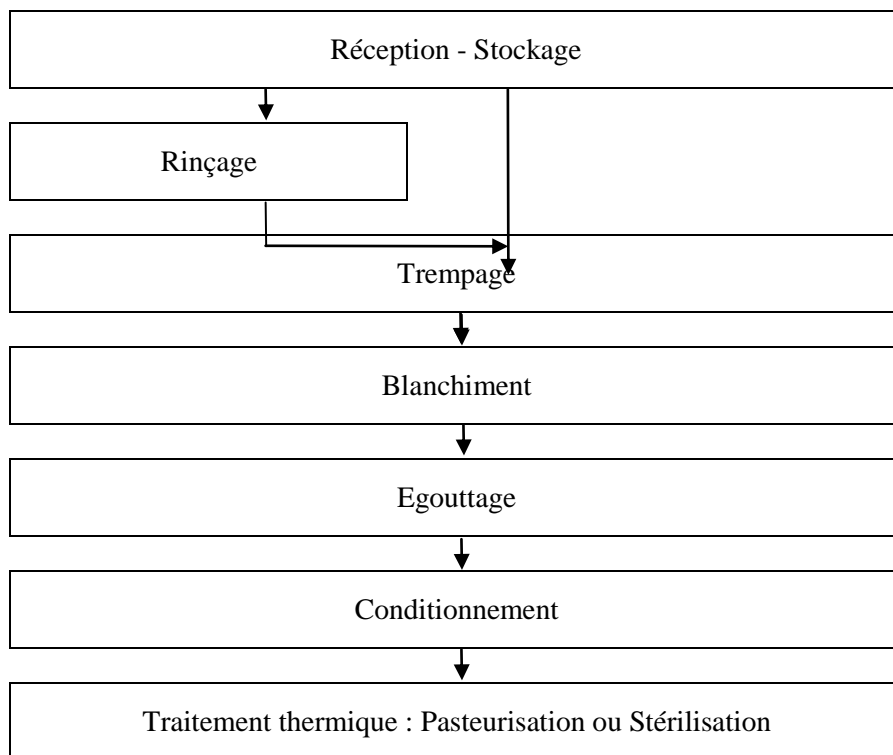 Réception - Stockage
Rinçage
Trempage
Blanchiment
Egouttage
Conditionnement
Traitement thermique : Pasteurisation ou Stérilisation